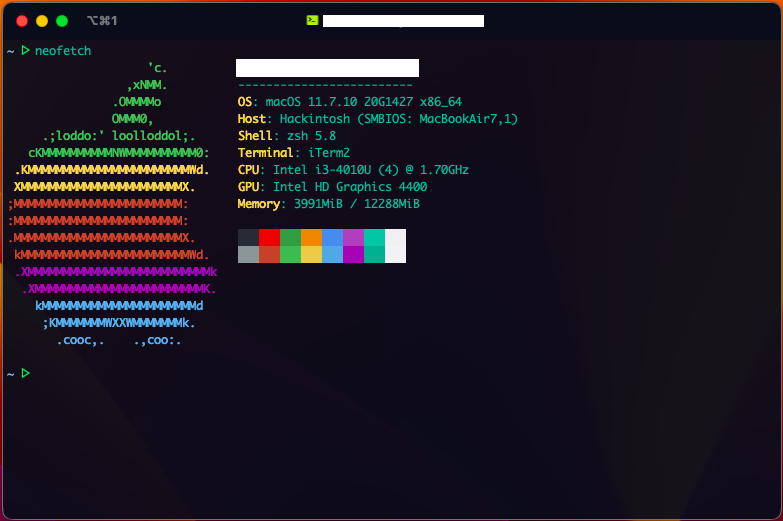 ⌥⌘1
~ ▷ neofetch
'c.
,xNMM.
.OMMMMo
OMMM0,
.;loddo:' loolloddol;.
cKMMMMMMMMMMNWMMMMMMMMMM0:
.KMMMMMMMMMMMMMMMMMMMMMMMWd.
XMMMMMMMMMMMMMMMMMMMMMMMX.
;MMMMMMMMMMMMMMMMMMMMMMMM:
:MMMMMMMMMMMMMMMMMMMMMMMM:
.MMMMMMMMMMMMMMMMMMMMMMMMX.
kMMMMMMMMMMMMMMMMMMMMMMMMWd.
.XMMMMMMMMMMMMMMMMMMMMMMMMMMk
.XMMMMMMMMMMMMMMMMMMMMMMMMK.
kMMMMMMMMMMMMMMMMMMMMMMd
;KMMMMMMMWXXWMMMMMMMk.
.cooc,. .,coo:.
-------------------------
OS: macOS 11.7.10 20G1427 x86_64
Host: Hackintosh (SMBIOS: MacBookAir7,1)
Shell: zsh 5.8
Terminal: iTerm2
CPU: Intel i3-4010U (4) @ 1.70GHz
GPU: Intel HD Graphics 4400
Memory: 3991MiB / 12288MiB
~ ▷